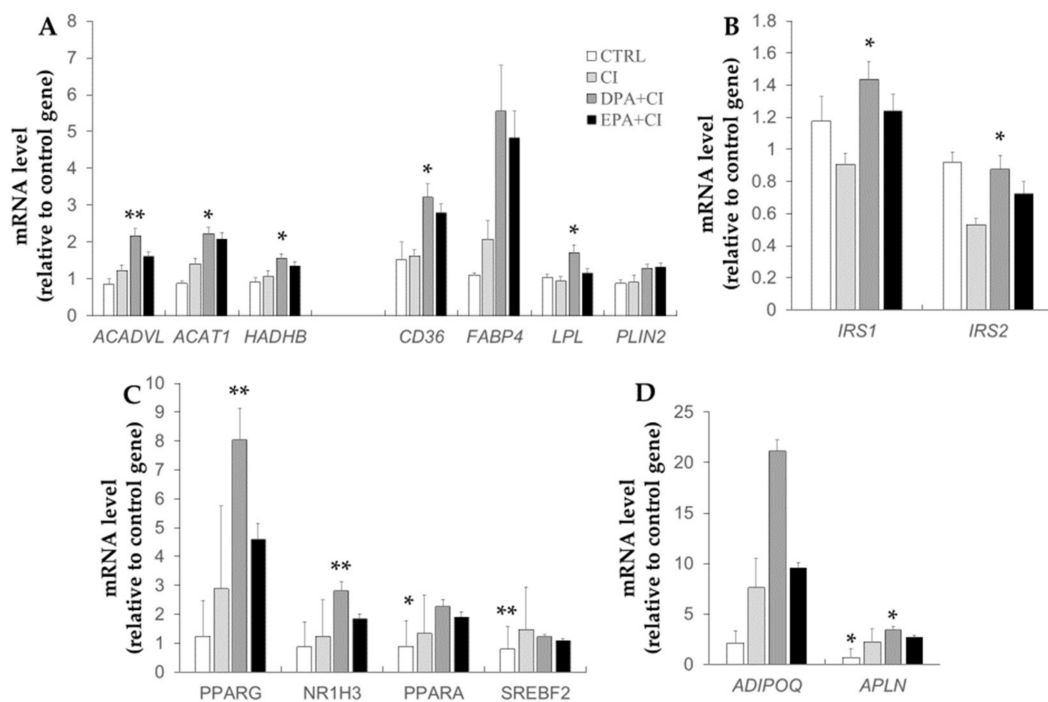 A
mRNA level
(relative to control gene)
8
7
6
5
4
3
2
1
0
CTRL
CI
DPA+CI
EPA+CI
**
*
*
*
*
ACADVL ACAT1 HADHB CD36 FABP4 LPL PLIN2
B
mRNA level
(relative to control gene)
1.8
1.6
1.4
1.2
1
0.8
0.6
0.4
0.2
0
*
*
IRS1 IRS2
C
mRNA level
(relative to control gene)
10
9
8
7
6
5
4
3
2
1
0
**
**
*
**
PPARG NR1H3 PPARA SREBF2
D
mRNA level
(relative to control gene)
25
20
15
10
5
0
*
*
ADIPOQ APLN